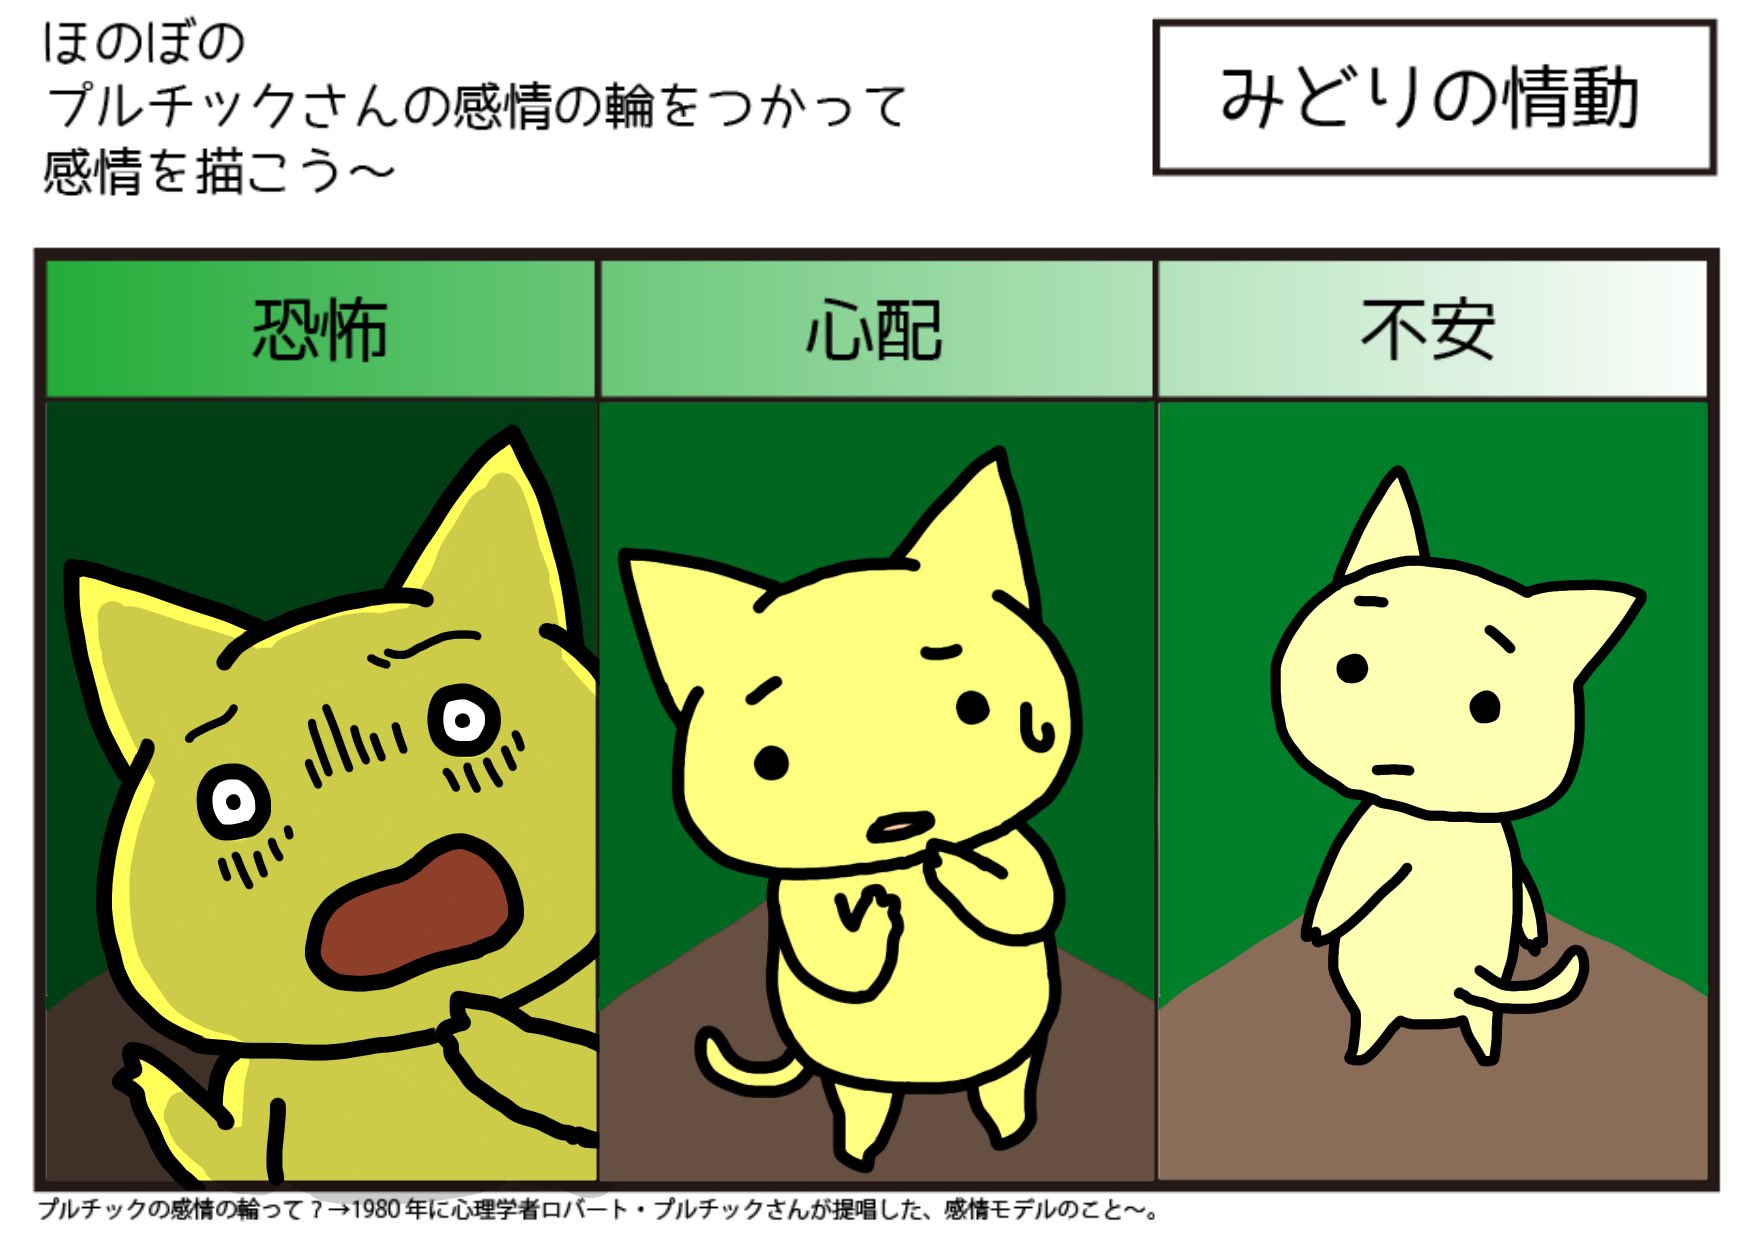 ほのぼの
プルチックさんの感情の輪をつかって
感情を描こう～
みどりの情動
恐怖
心配
不安
プルチックの感情の輪って？→1980年に心理学者ロバート・プルチックさんが提唱した、感情モデルのこと～。